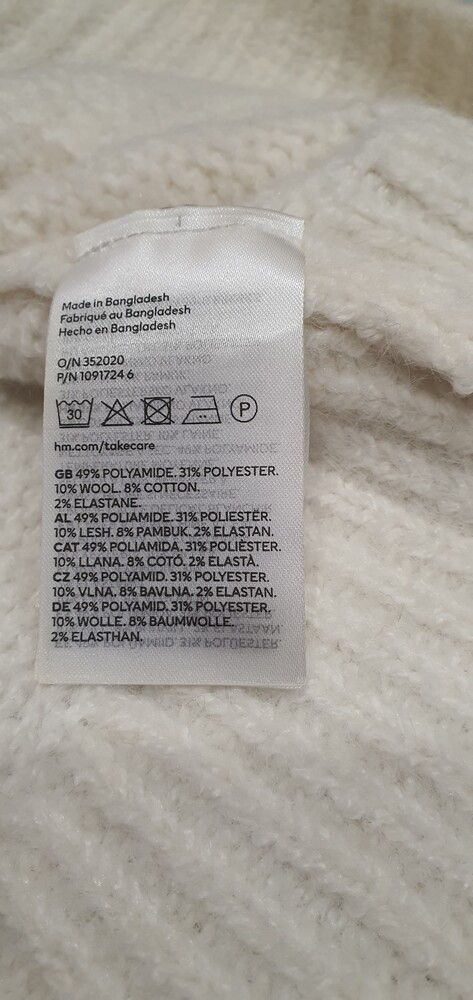 Made in Bangladesh
Fabriqué au Bangladesh
Hecho en Bangladesh
O/N 352020
P/N 1091724 6
30 P
hm.com/takecare
GB 49% POLYAMIDE. 31% POLYESTER.
10% WOOL. 8% COTTON.
2% ELASTANE.
AL 49% POLIAMIDE. 31% POLIESTËR.
10% LESH. 8% PAMBUK. 2% ELASTAN.
CAT 49% POLIAMIDA. 31% POLIÈSTER.
10% LLANA. 8% COTÓ. 2% ELASTÀ.
CZ 49% POLYAMID. 31% POLYESTER.
10% VLNA. 8% BAVLNA. 2% ELASTAN.
DE 49% POLYAMID. 31% POLYESTER.
10% WOLLE. 8% BAUMWOLLE.
2% ELASTHAN.